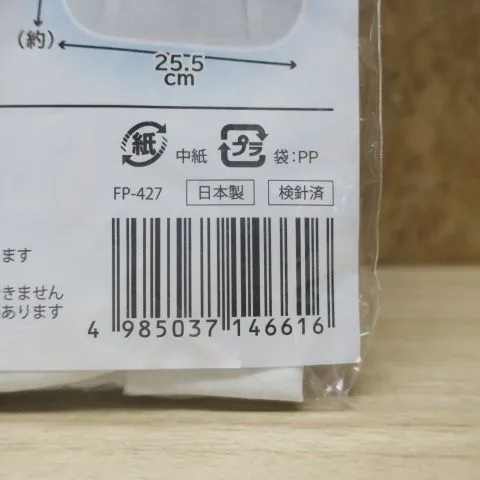 (約)
25.5
cm
紙 中紙 プラ 袋:PP
FP-427 日本製 検針済
ます
きません
あります
4 985037 146616